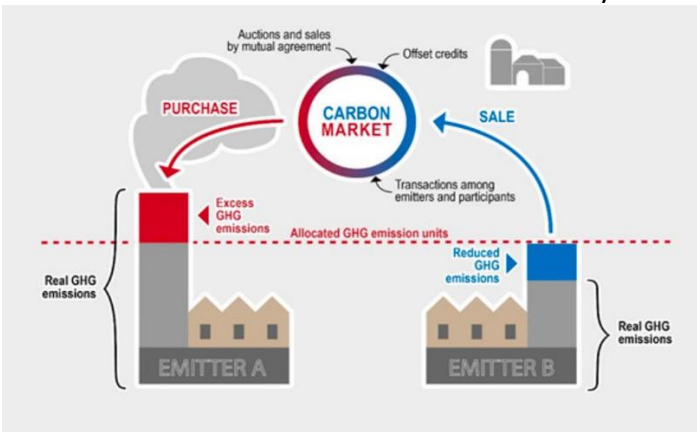 Auctions and sales
by mutual agreement
Offset credits
PURCHASE
CARBON
MARKET
SALE
Transactions among
emitters and participants
Excess
GHG
emissions
Allocated GHG emission units
Reduced
GHG
emissions
Real GHG
emissions
Real GHG
emissions
EMITTER A
EMITTER B